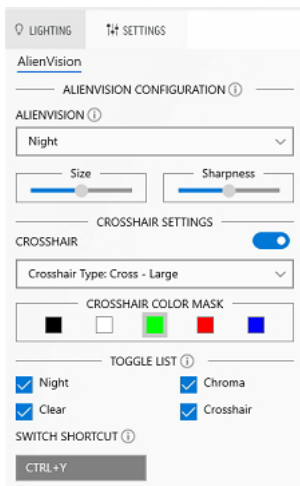 LIGHTING SETTINGS
AlienVision
ALIENVISION CONFIGURATION
ALIENVISION
Night
Size Sharpness
CROSSHAIR SETTINGS
CROSSHAIR
Crosshair Type: Cross - Large
CROSSHAIR COLOR MASK
TOGGLE LIST
Night Chroma
Clear Crosshair
SWITCH SHORTCUT
CTRL+Y